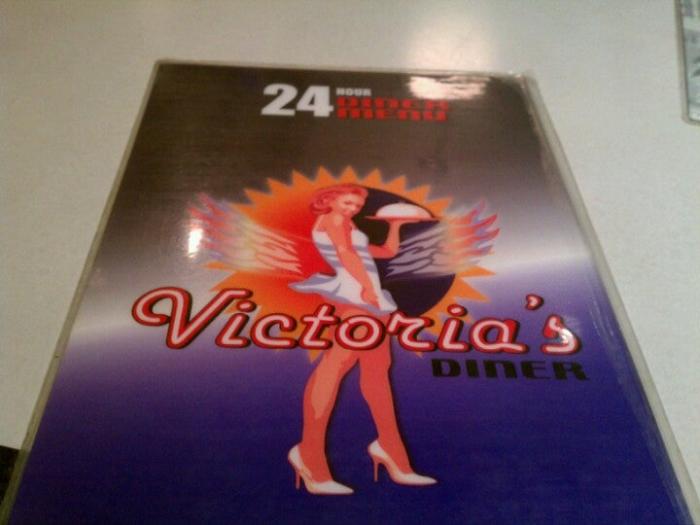 24 HOUR
DINER
MENU
Victoria's
DINER